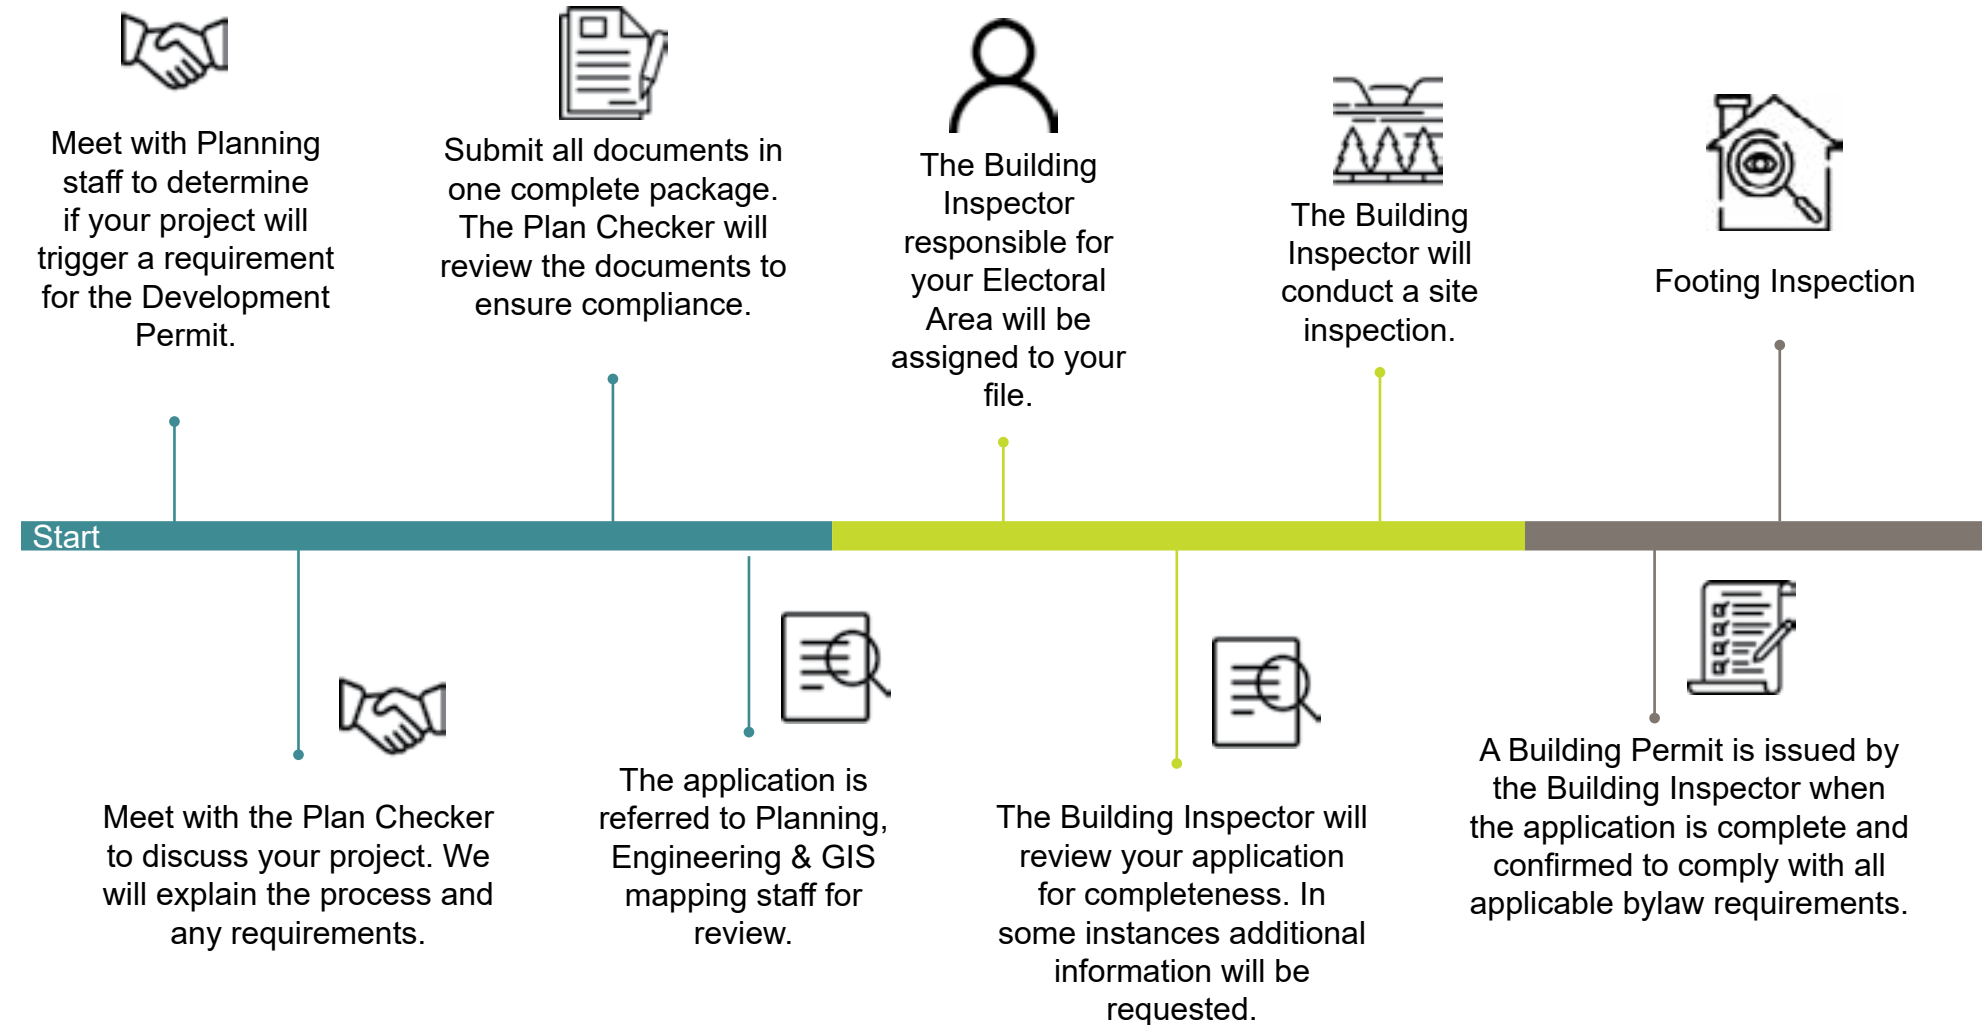 Meet with Planning
staff to determine
if your project will
trigger a requirement
for the Development
Permit.
Submit all documents in
one complete package.
The Plan Checker will
review the documents to
ensure compliance.
The Building
Inspector
responsible for
your Electoral
Area will be
assigned to your
file.
The Building
Inspector will
conduct a site
inspection.
Footing Inspection
Start
Meet with the Plan Checker
to discuss your project. We
will explain the process and
any requirements.
The application is
referred to Planning,
Engineering & GIS
mapping staff for
review.
The Building Inspector will
review your application
for completeness. In
some instances additional
information will be
requested.
A Building Permit is issued by
the Building Inspector when
the application is complete and
confirmed to comply with all
applicable bylaw requirements.